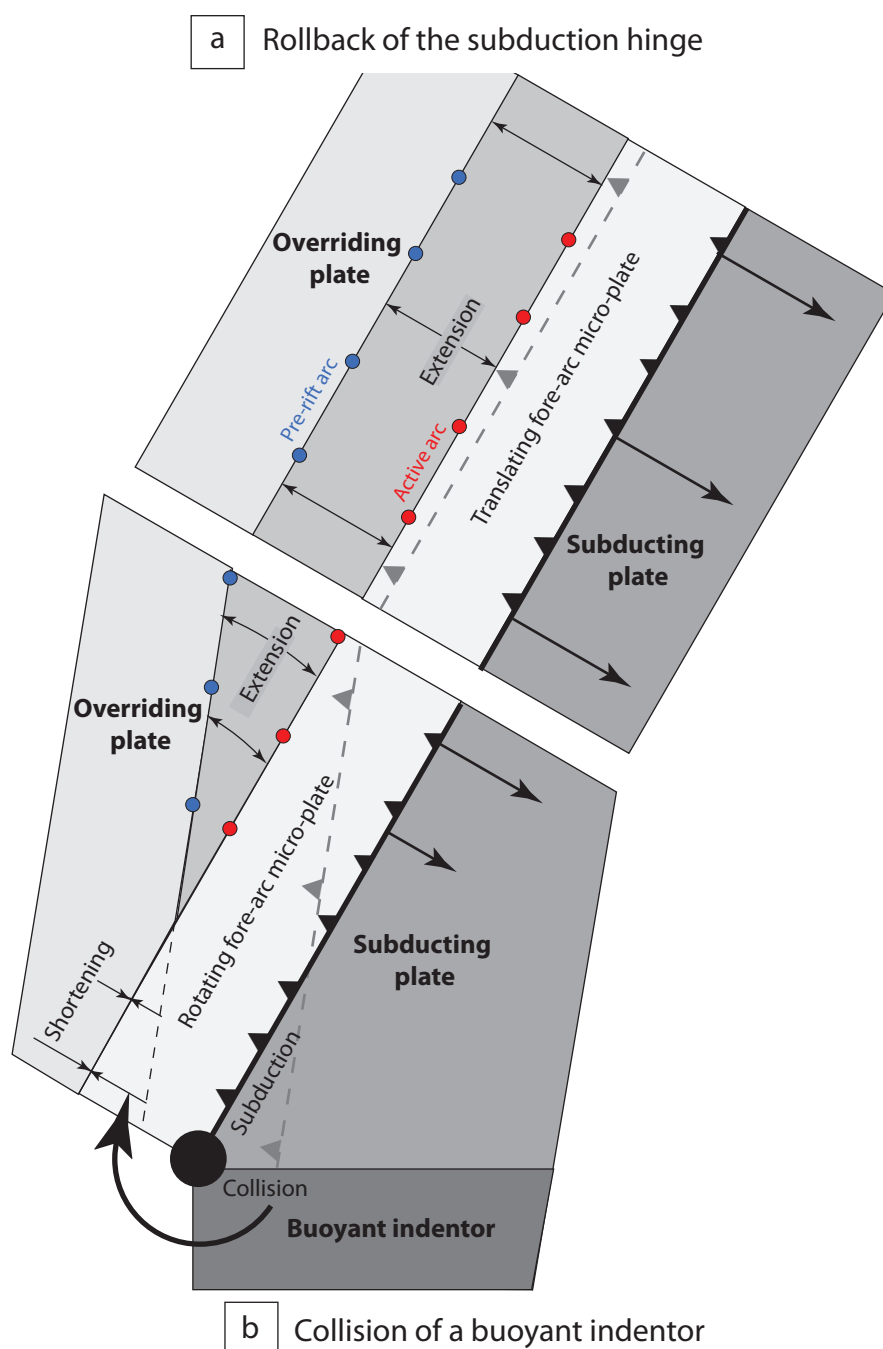 a Rollback of the subduction hinge
Overriding
plate
Extension
Pre-rift arc
Active arc
Translating fore-arc micro-plate
Subducting
plate
Extension
Overriding
plate
Rotating fore-arc micro-plate
Subducting
plate
Shortening
Subduction
Collision
Buoyant indentor
b Collision of a buoyant indentor